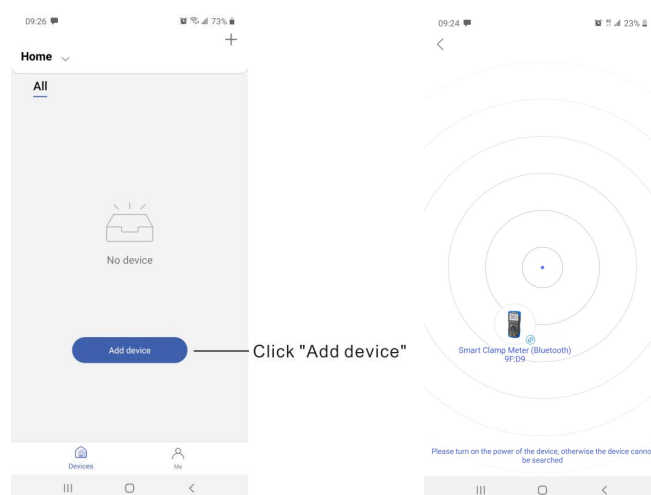 09:26
73%
+
Home
All
No device
Add device
Click "Add device"
Devices
Me
09:24
23%
Smart Clamp Meter (Bluetooth)
9F:D9
Please turn on the power of the device, otherwise the device canno
be searched